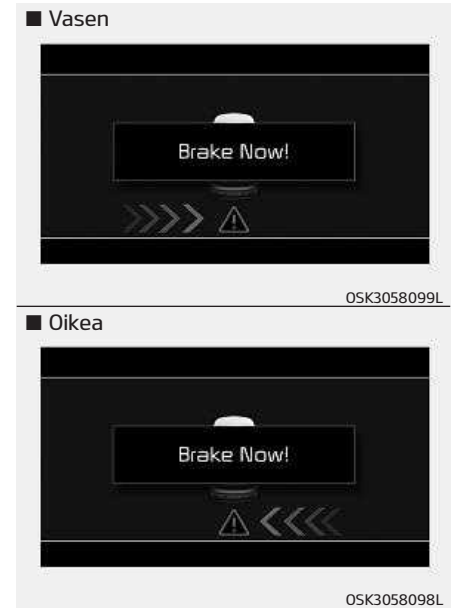 ■ Vasen
Brake Now!
OSK3058099L
■ Oikea
Brake Now!
OSK3058098L